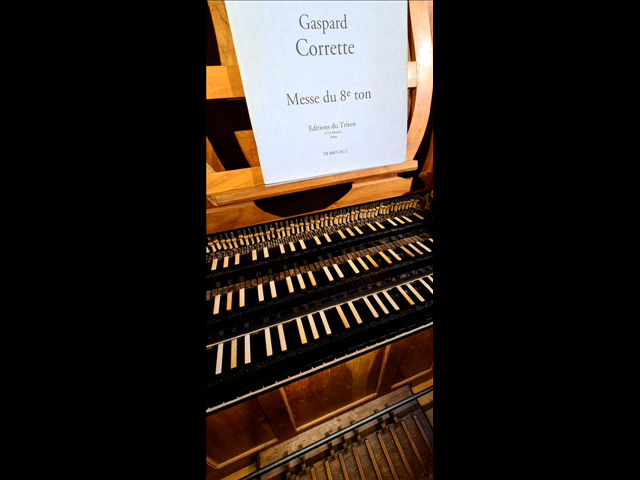 Gaspard
Corrette
Messe du 8e ton
Editions du Triton